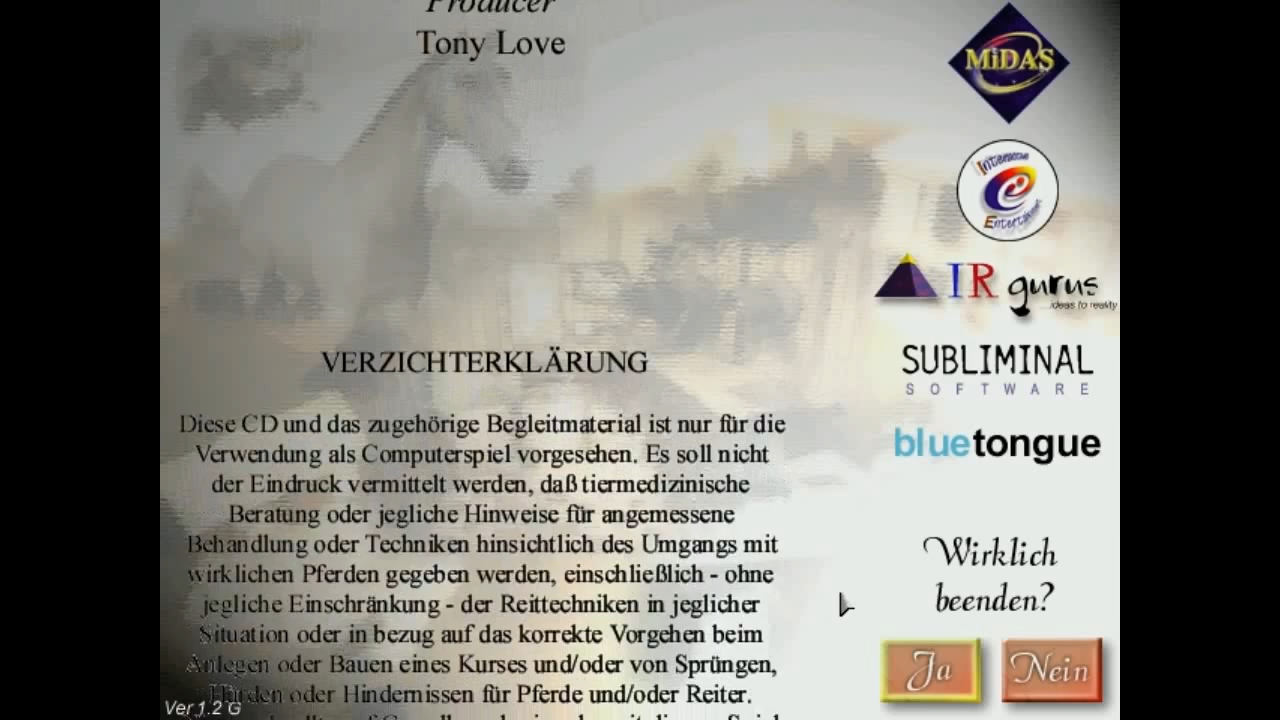 Producer
Tony Love
VERZICHTERKLÄRUNG
Diese CD und das zugehörige Begleitmaterial ist nur für die
Verwendung als Computerspiel vorgesehen. Es soll nicht
der Eindruck vermittelt werden, daß tiermedizinische
Beratung oder jegliche Hinweise für angemessene
Behandlung oder Techniken hinsichtlich des Umgangs mit
wirklichen Pferden gegeben werden, einschließlich - ohne
jegliche Einschränkung - der Reittechniken in jeglicher
Situation oder in bezug auf das korrekte Vorgehen beim
Anlegen oder Bauen eines Kurses und/oder von Sprüngen,
Hürden oder Hindernissen für Pferde und/oder Reiter.
Ver 1.2 G
MiDAS
Interactive
Entertainment
IR gurus
ideas to reality
SUBLIMINAL
SOFTWARE
bluetongue
Wirklich
beenden?
Ja Nein